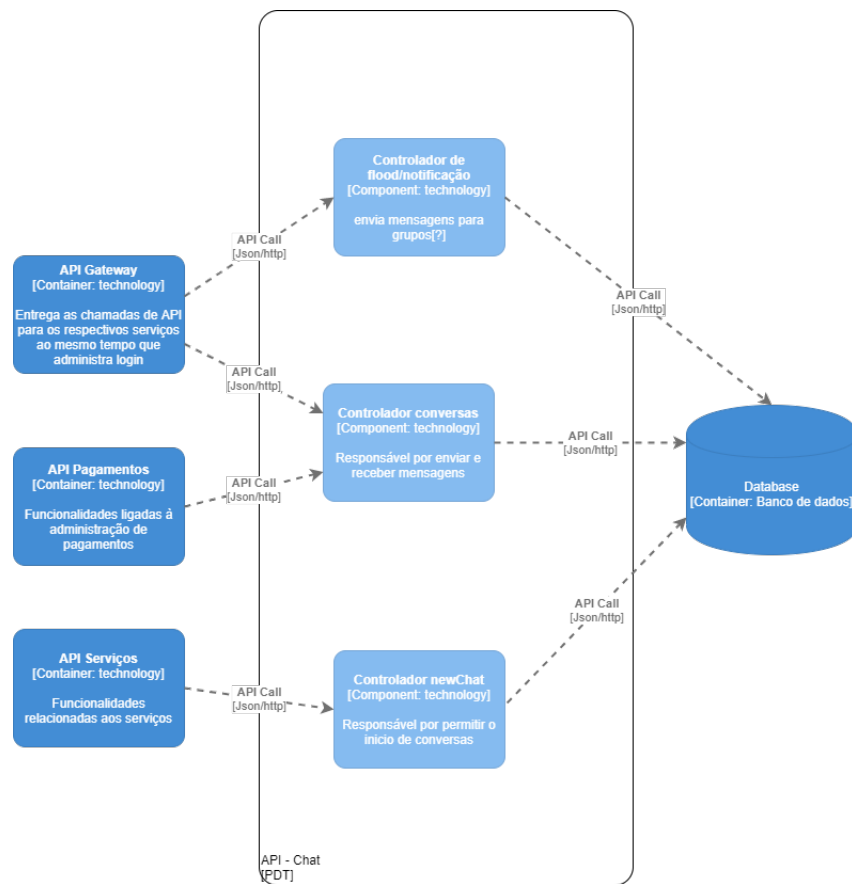 Controlador de
flood/notificação
[Component: technology]
envia mensagens para
grupos[?]
API Call
[Json/http]
API Gateway
[Container: technology]
Entrega as chamadas de API
para os respectivos serviços
ao mesmo tempo que
administra login
API Call
[Json/http]
API Call
[Json/http]
Controlador conversas
[Component: technology]
Responsável por enviar e
receber mensagens
API Call
[Json/http]
API Pagamentos
[Container: technology]
Funcionalidades ligadas à
administração de
pagamentos
API Call
[Json/http]
Database
[Container: Banco de dados]
API Call
[Json/http]
API Serviços
[Container: technology]
Funcionalidades
relacionadas aos serviços
API Call
[Json/http]
Controlador newChat
[Component: technology]
Responsável por permitir o
inicio de conversas
API - Chat
[PDT]